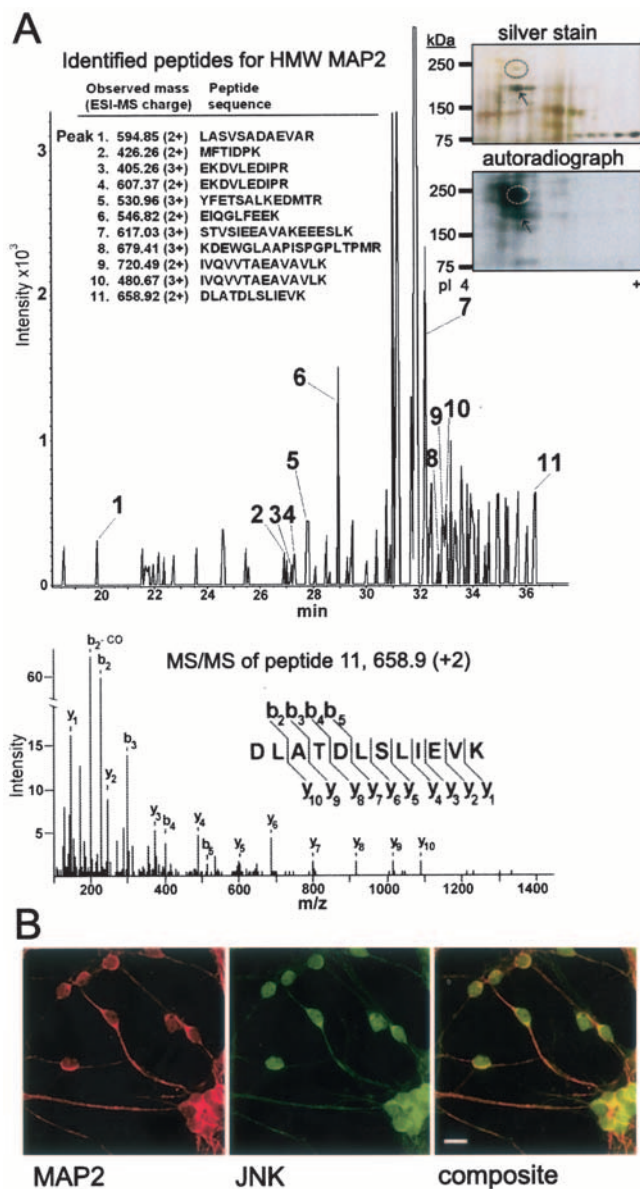 A
Identified peptides for HMW MAP2
Observed mass Peptide
(ESI-MS charge) sequence
Peak 1. 594.85 (2+) LASVSADAEVAR
2. 426.26 (2+) MFTIDPK
3. 405.26 (3+) EKDVLEDIPR
4. 607.37 (2+) EKDVLEDIPR
5. 530.96 (3+) YFETSALKEDMTR
6. 546.82 (2+) EIQGLFEEK
7. 617.03 (3+) STVSIEEAVAKEEESLK
8. 679.41 (3+) KDEWGLAAPISPGPLTPMR
9. 720.49 (2+) IVQVVTAEAVAVLK
10. 480.67 (3+) IVQVVTAEAVAVLK
11. 658.92 (2+) DLATDLSLIEVK
kDa
silver stain
250
150
75
autoradiograph
250
150
75
pI 4 +
Intensity x10³
3
2
1
0
1
2 3 4
5
6
7
8
9
10
11
20 22 24 26 28 30 32 34 36
min
MS/MS of peptide 11, 658.9 (+2)
Intensity
60
15
10
5
y₁
b₂- CO
b₂
y₂
b₃
y₃
b₄
y₄
b₅
y₅
y₆
y₇
y₈
y₉
y₁₀
b₂ b₃ b₄ b₅
D L A T D L S L I E V K
y₁₀ y₉ y₈ y₇ y₆ y₅ y₄ y₃ y₂ y₁
200 400 600 800 1000 1200 1400
m/z
B
MAP2 JNK composite